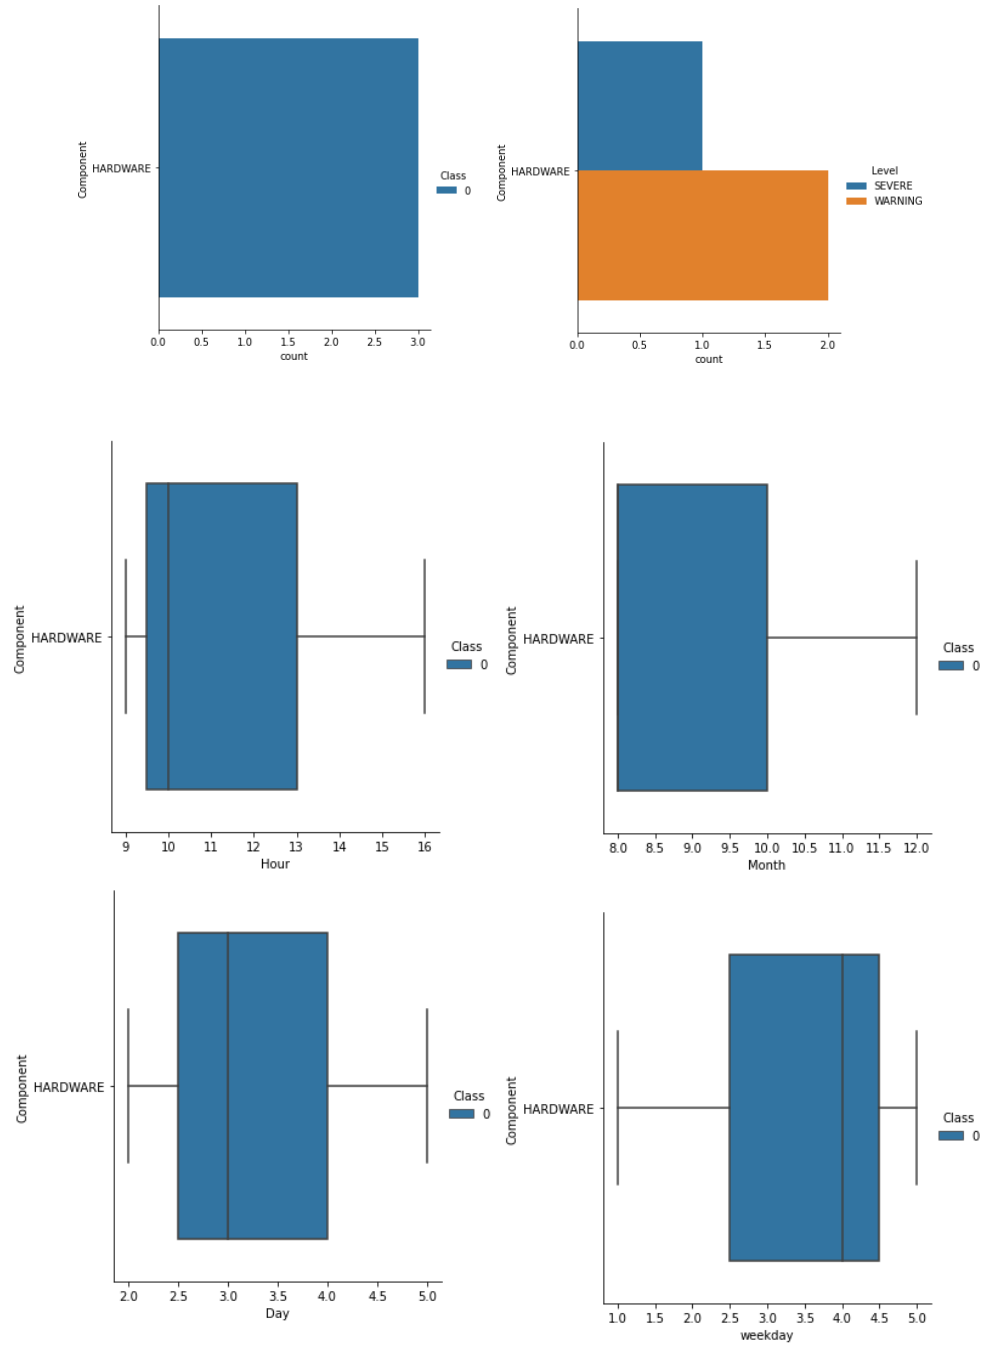 Component
HARDWARE
Class
0
0.0 0.5 1.0 1.5 2.0 2.5 3.0
count
Component
HARDWARE
Level
SEVERE
WARNING
0.0 0.5 1.0 1.5 2.0
count
Component
HARDWARE
Class
0
9 10 11 12 13 14 15 16
Hour
Component
HARDWARE
Class
0
8.0 8.5 9.0 9.5 10.0 10.5 11.0 11.5 12.0
Month
Component
HARDWARE
Class
0
2.0 2.5 3.0 3.5 4.0 4.5 5.0
Day
Component
HARDWARE
Class
0
1.0 1.5 2.0 2.5 3.0 3.5 4.0 4.5 5.0
weekday